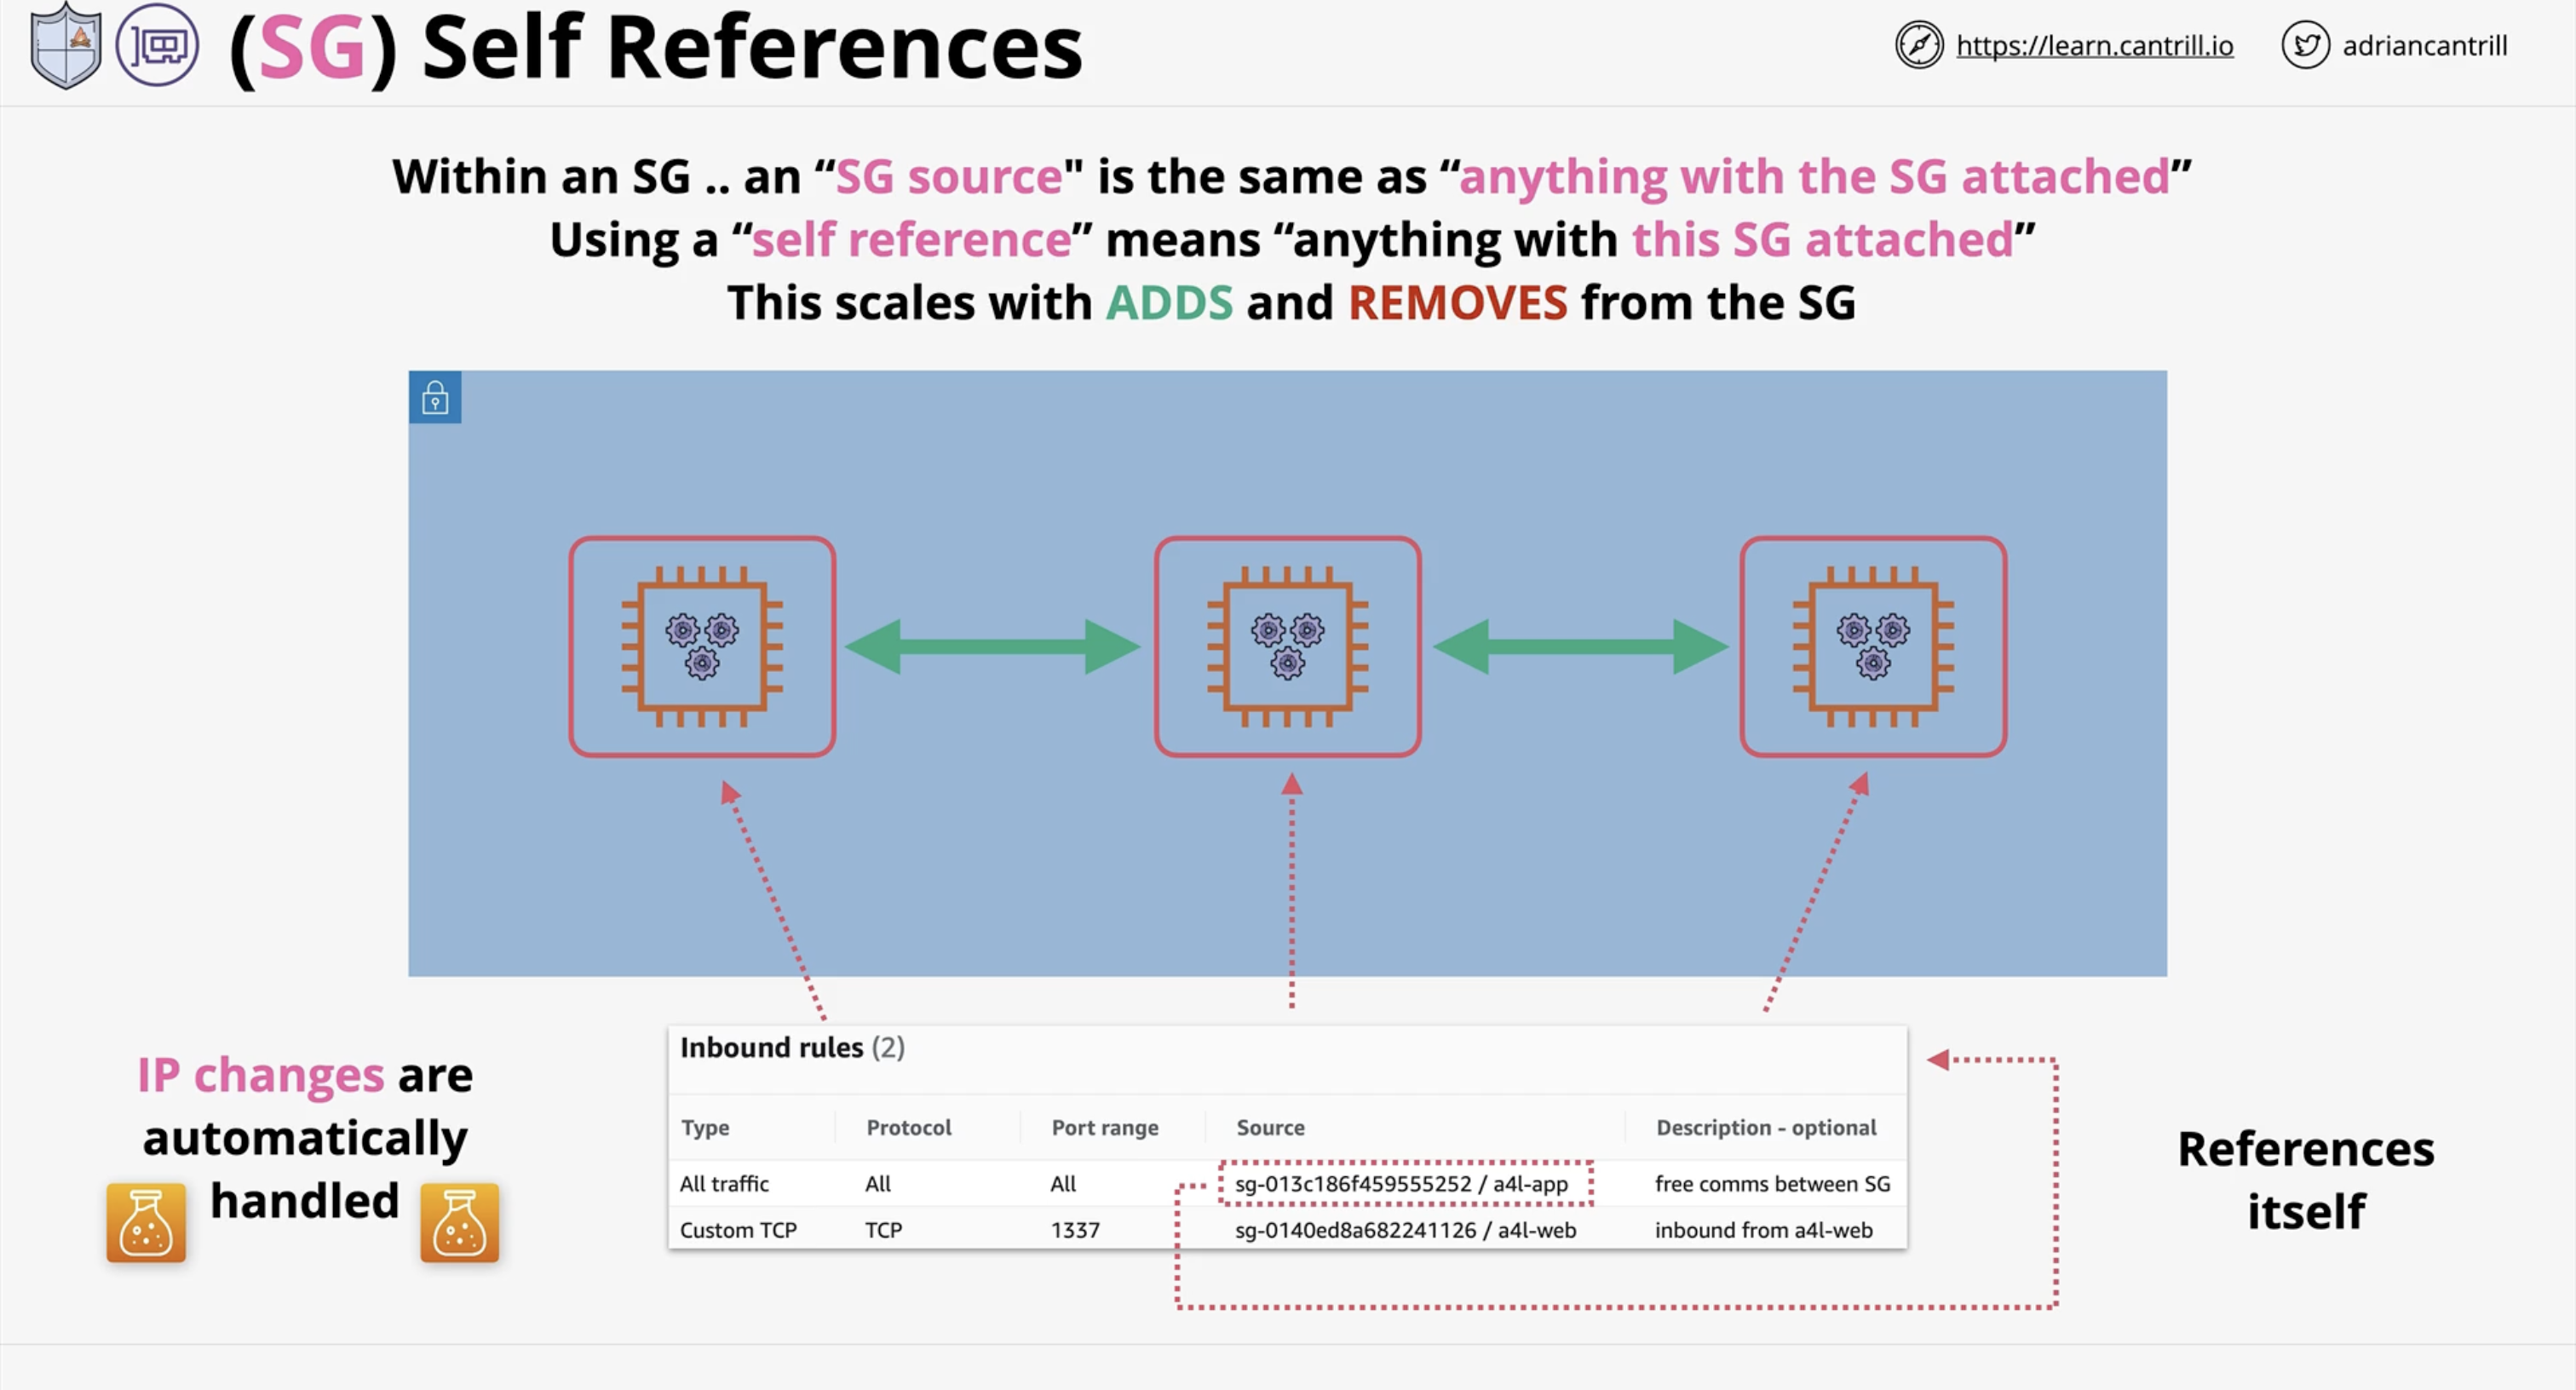 (SG) Self References
https://learn.cantrill.io
adriancantrill
Within an SG .. an “SG source" is the same as “anything with the SG attached”
Using a “self reference” means “anything with this SG attached”
This scales with ADDS and REMOVES from the SG
IP changes are
automatically
handled
Inbound rules (2)
Type Protocol Port range Source Description - optional
All traffic All All sg-013c186f459555252 / a4l-app free comms between SG
Custom TCP TCP 1337 sg-0140ed8a682241126 / a4l-web inbound from a4l-web
References
itself